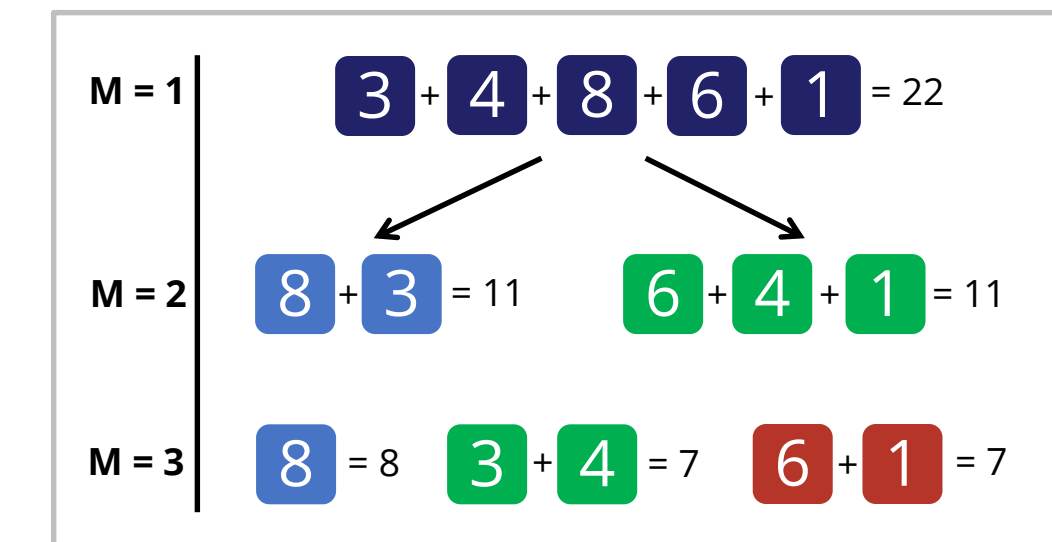 M = 1 3 + 4 + 8 + 6 + 1 = 22
M = 2 8 + 3 = 11 6 + 4 + 1 = 11
M = 3 8 = 8 3 + 4 = 7 6 + 1 = 7